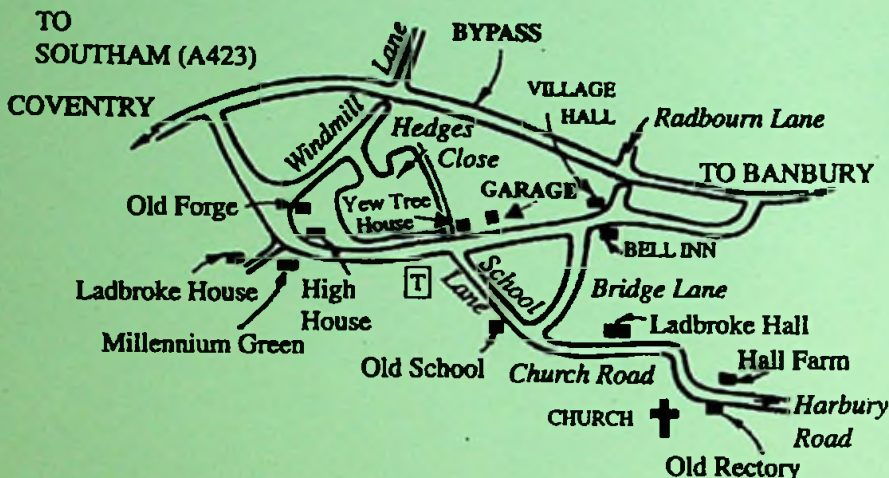 TO
SOUTHAM (A423)
COVENTRY
Lane
BYPASS
VILLAGE
HALL
Windmill
Hedges
Close
Radbourn Lane
TO BANBURY
Old Forge
Yew Tree
House
GARAGE
BELL INN
Ladbroke House
High
House
T
School
Lane
Bridge Lane
Millennium Green
Old School
Ladbroke Hall
Church Road
Hall Farm
CHURCH
Harbury
Road
Old Rectory